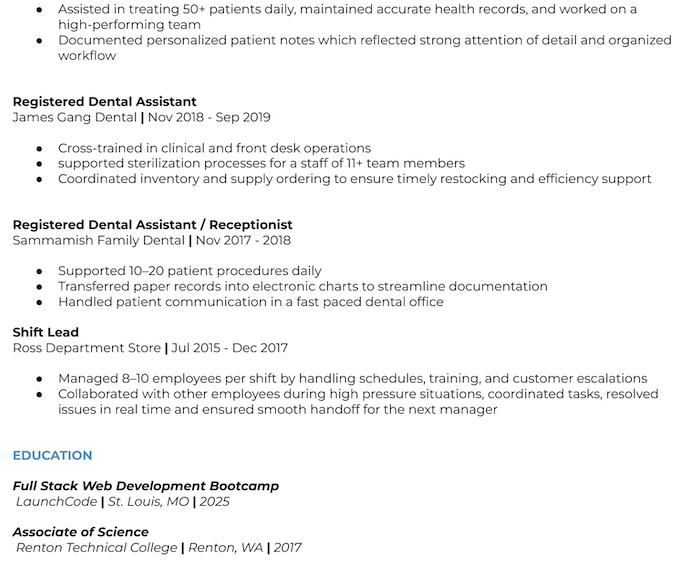 ● Assisted in treating 50+ patients daily, maintained accurate health records, and worked on a
high-performing team
● Documented personalized patient notes which reflected strong attention of detail and organized
workflow
Registered Dental Assistant
James Gang Dental | Nov 2018 - Sep 2019
● Cross-trained in clinical and front desk operations
● supported sterilization processes for a staff of 11+ team members
● Coordinated inventory and supply ordering to ensure timely restocking and efficiency support
Registered Dental Assistant / Receptionist
Sammamish Family Dental | Nov 2017 - 2018
● Supported 10–20 patient procedures daily
● Transferred paper records into electronic charts to streamline documentation
● Handled patient communication in a fast paced dental office
Shift Lead
Ross Department Store | Jul 2015 - Dec 2017
● Managed 8–10 employees per shift by handling schedules, training, and customer escalations
● Collaborated with other employees during high pressure situations, coordinated tasks, resolved
issues in real time and ensured smooth handoff for the next manager
EDUCATION
Full Stack Web Development Bootcamp
LaunchCode | St. Louis, MO | 2025
Associate of Science
Renton Technical College | Renton, WA | 2017